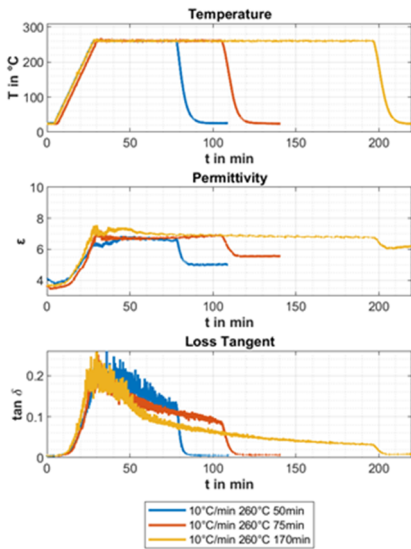 Temperature
300
200
100
0
T in °C
0
50
100
150
200
t in min
Permittivity
10
8
6
4
ε
0
50
100
150
200
t in min
Loss Tangent
0.2
0.1
0
tan δ
0
50
100
150
200
t in min
10°C/min 260°C 50min
10°C/min 260°C 75min
10°C/min 260°C 170min